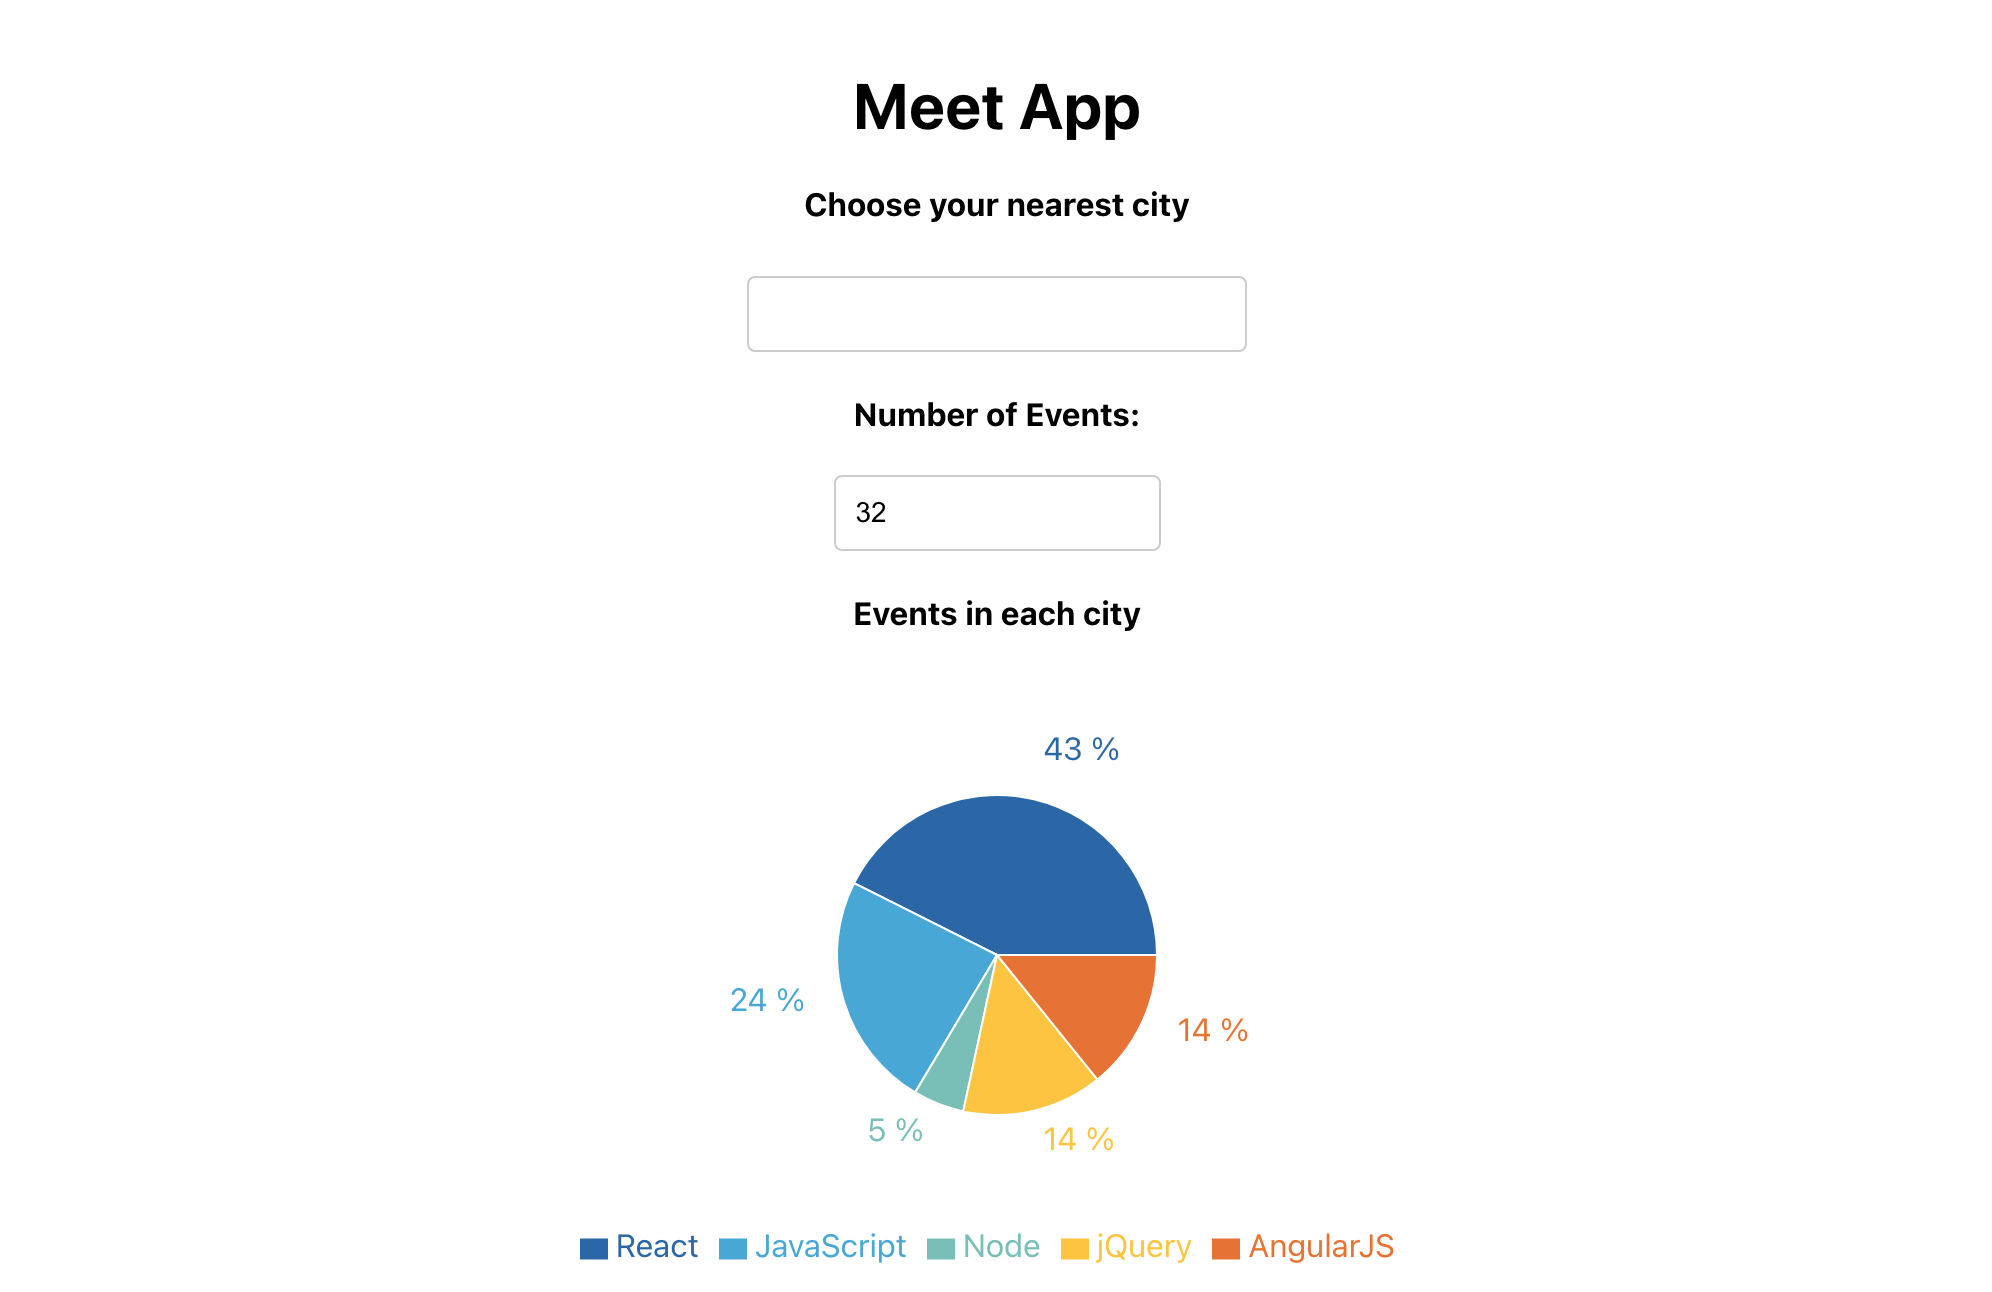 Meet App
Choose your nearest city
Number of Events:
32
Events in each city
43 %
24 %
14 %
5 %
14 %
React JavaScript Node jQuery AngularJS